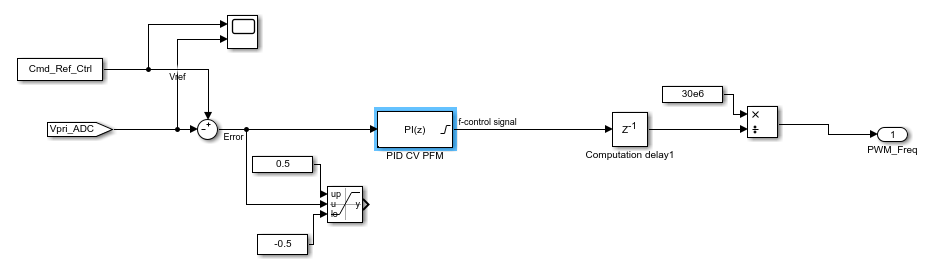 Cmd_Ref_Ctrl
Vref
Vpri_ADC
Error
PI(z)
PID CV PFM
f-control signal
Z-1
Computation delay1
30e6
×
÷
1
PWM_Freq
0.5
up
u
lo
y
-0.5